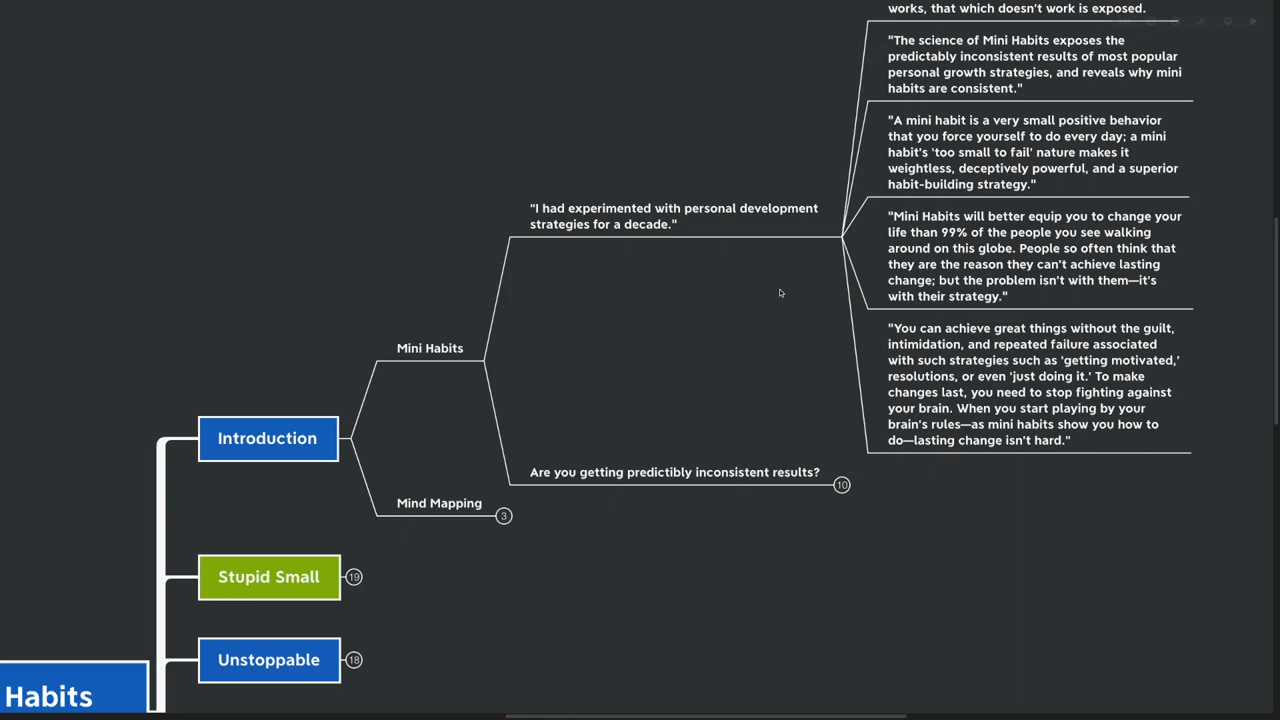 works, that which doesn't work is exposed.
"The science of Mini Habits exposes the
predictably inconsistent results of most popular
personal growth strategies, and reveals why mini
habits are consistent."
"A mini habit is a very small positive behavior
that you force yourself to do every day; a mini
habit's 'too small to fail' nature makes it
weightless, deceptively powerful, and a superior
habit-building strategy."
"I had experimented with personal development
strategies for a decade."
"Mini Habits will better equip you to change your
life than 99% of the people you see walking
around on this globe. People so often think that
they are the reason they can't achieve lasting
change; but the problem isn't with them—it's
with their strategy."
"You can achieve great things without the guilt,
intimidation, and repeated failure associated
with such strategies such as 'getting motivated,'
resolutions, or even 'just doing it.' To make
changes last, you need to stop fighting against
your brain. When you start playing by your
brain's rules—as mini habits show you how to
do—lasting change isn't hard."
Mini Habits
Introduction
Are you getting predictibly inconsistent results?
10
Mind Mapping
3
Stupid Small
19
Unstoppable
18
Habits